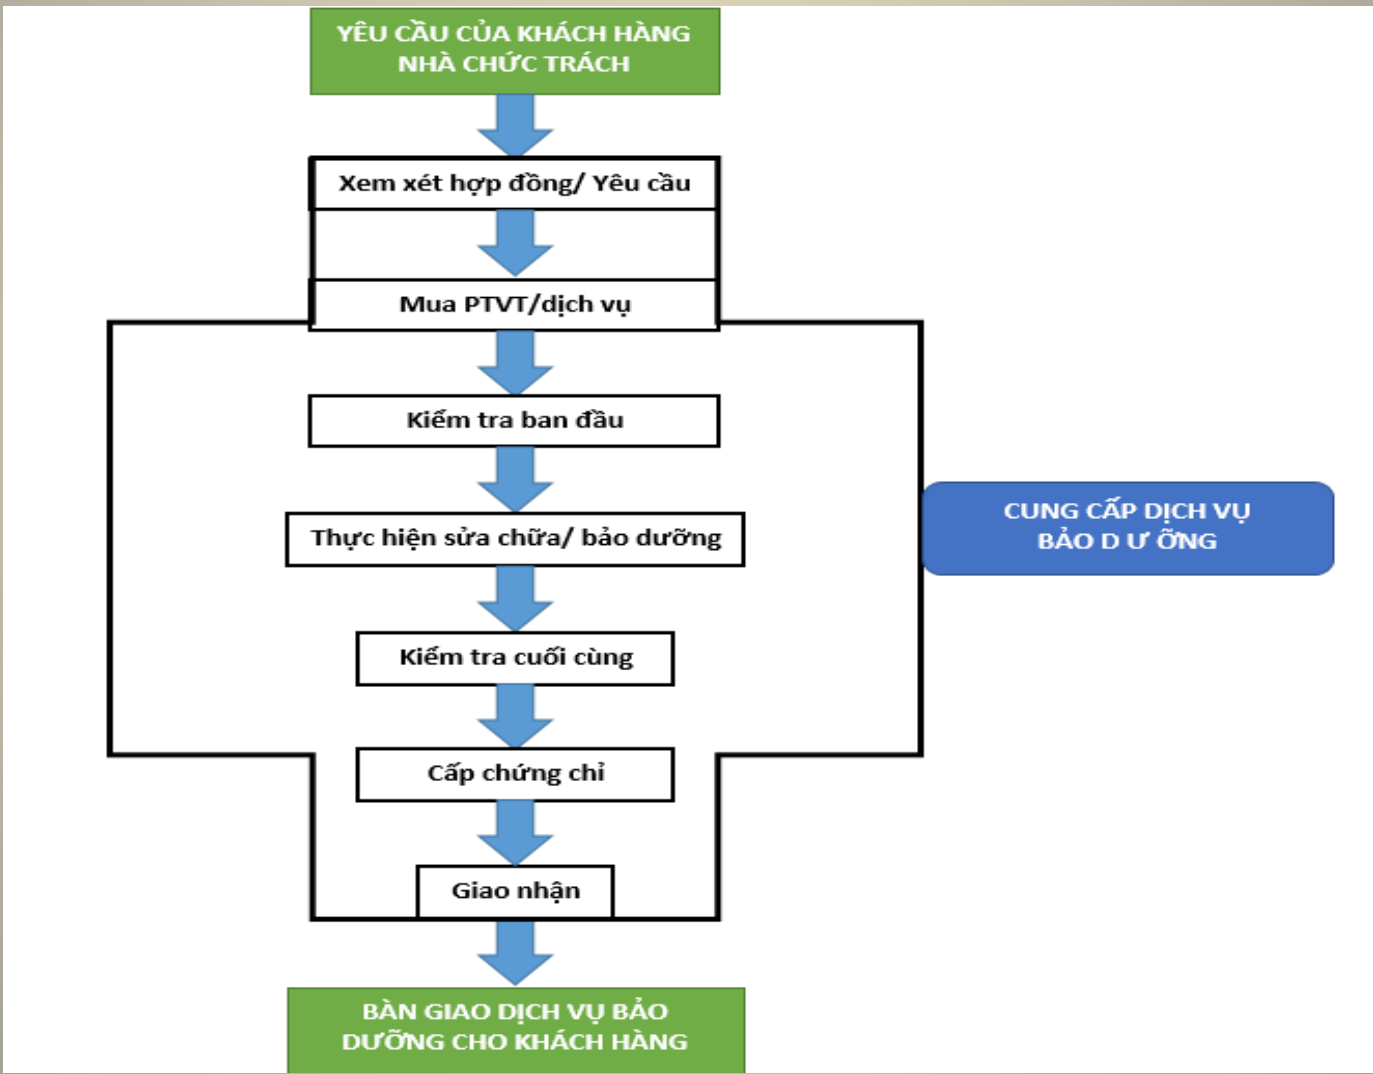 YÊU CẦU CỦA KHÁCH HÀNG
NHÀ CHỨC TRÁCH
Xem xét hợp đồng/ Yêu cầu
Mua PTVT/dịch vụ
Kiểm tra ban đầu
Thực hiện sửa chữa/ bảo dưỡng
CUNG CẤP DỊCH VỤ
BẢO D Ư ỠNG
Kiểm tra cuối cùng
Cấp chứng chỉ
Giao nhận
BÀN GIAO DỊCH VỤ BẢO
DƯỠNG CHO KHÁCH HÀNG